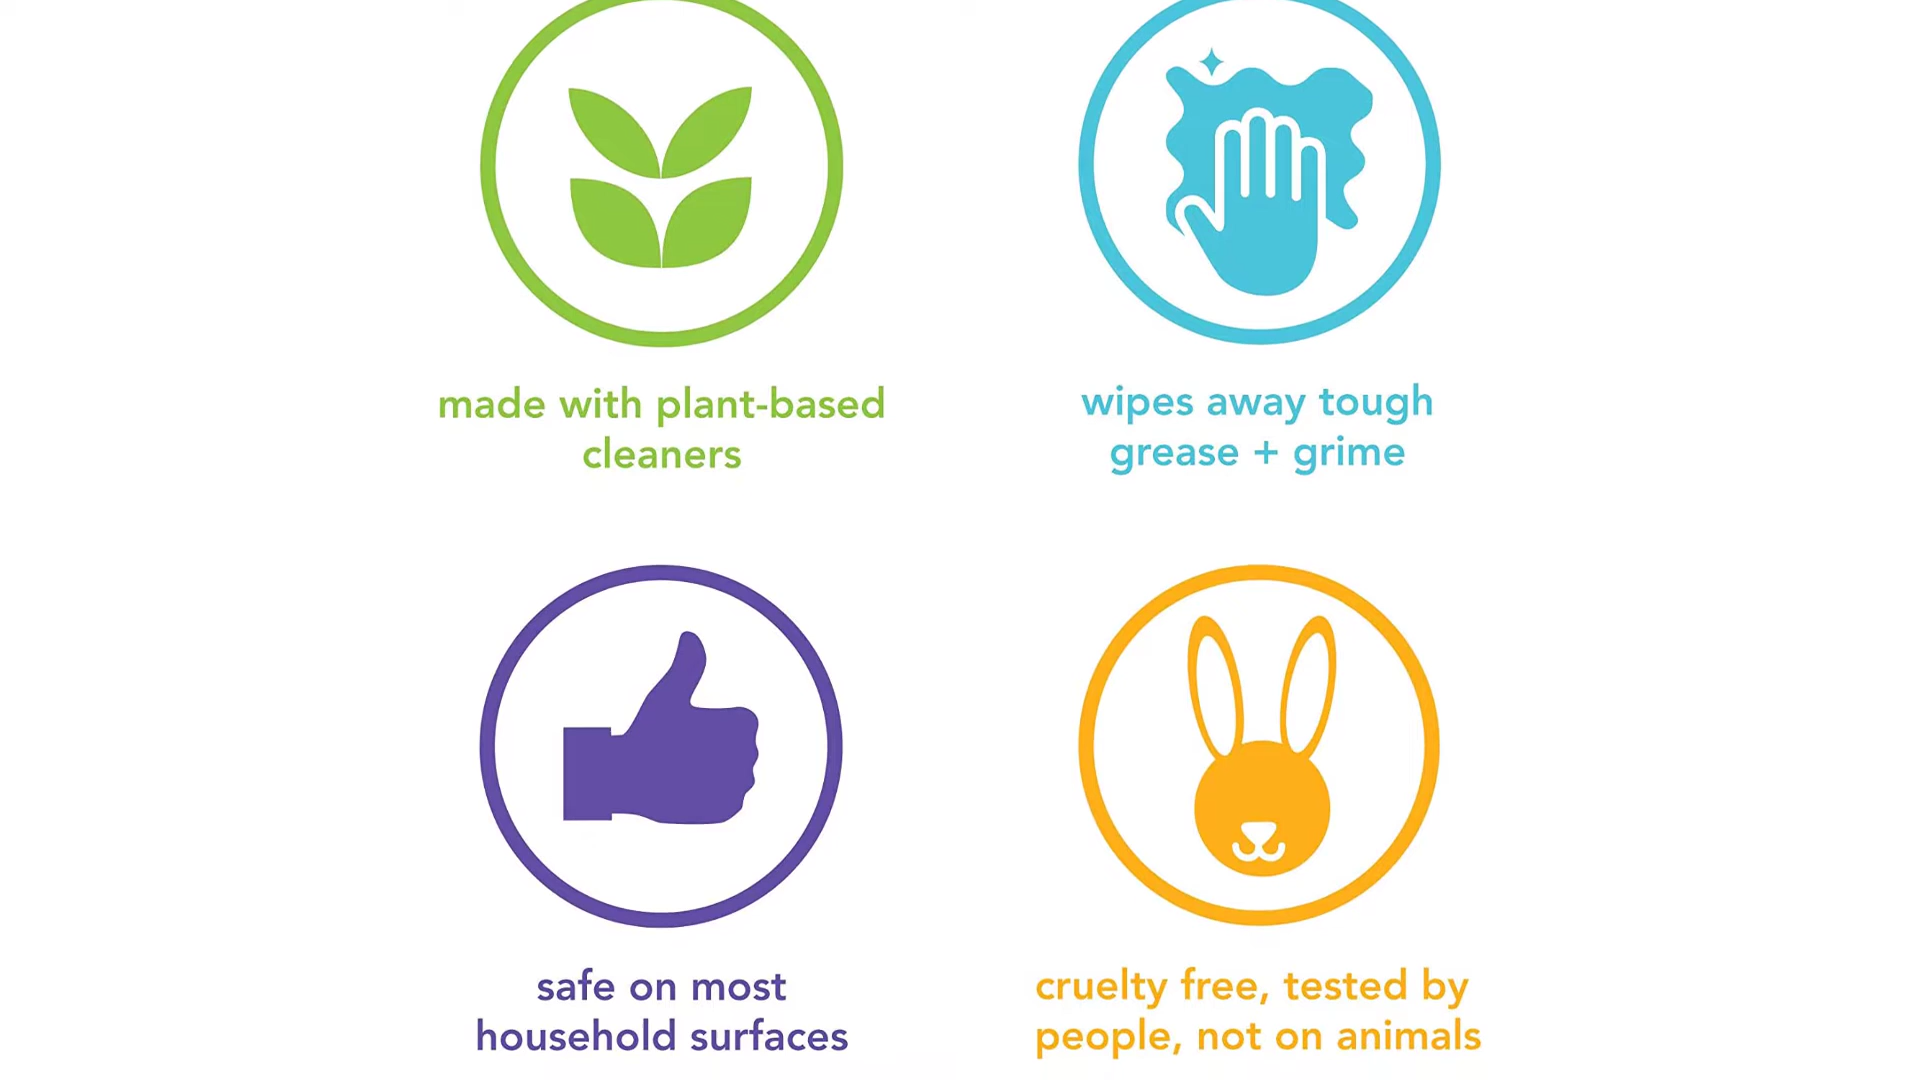 made with plant-based
cleaners
wipes away tough
grease + grime
safe on most
household surfaces
cruelty free, tested by
people, not on animals